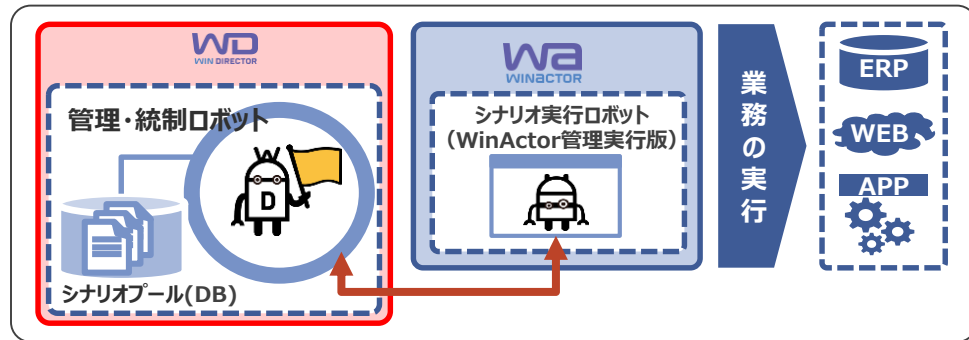 WD
WIN DIRECTOR
管理・統制ロボット
D
シナリオプール(DB)
Wa
WINACTOR
シナリオ実行ロボット
（WinActor管理実行版）
業務の実行
ERP
WEB
APP